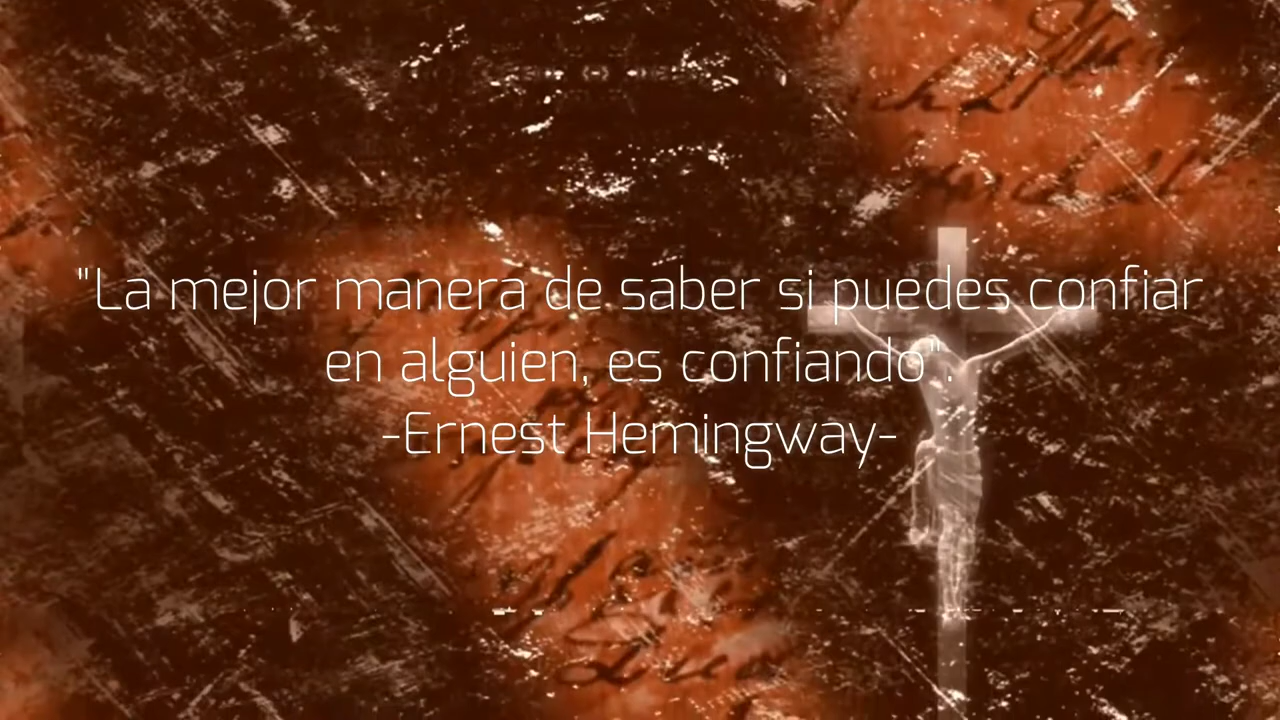 "La mejor manera de saber si puedes confiar
en alguien, es confiando".
-Ernest Hemingway-